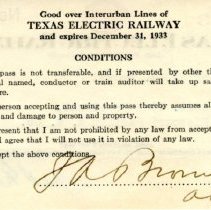 Good over Interurban Lines of
TEXAS ELECTRIC RAILWAY
and expires December 31, 1933
CONDITIONS
pass is not transferable, and if presented by other th
al named, conductor or train auditor will take up sa
re.
erson accepting and using this pass thereby assumes al
and damage to person and property.
resent that I am not prohibited by any law from accept
d agree that I will not use it in violation of any law.
ept the above conditions.